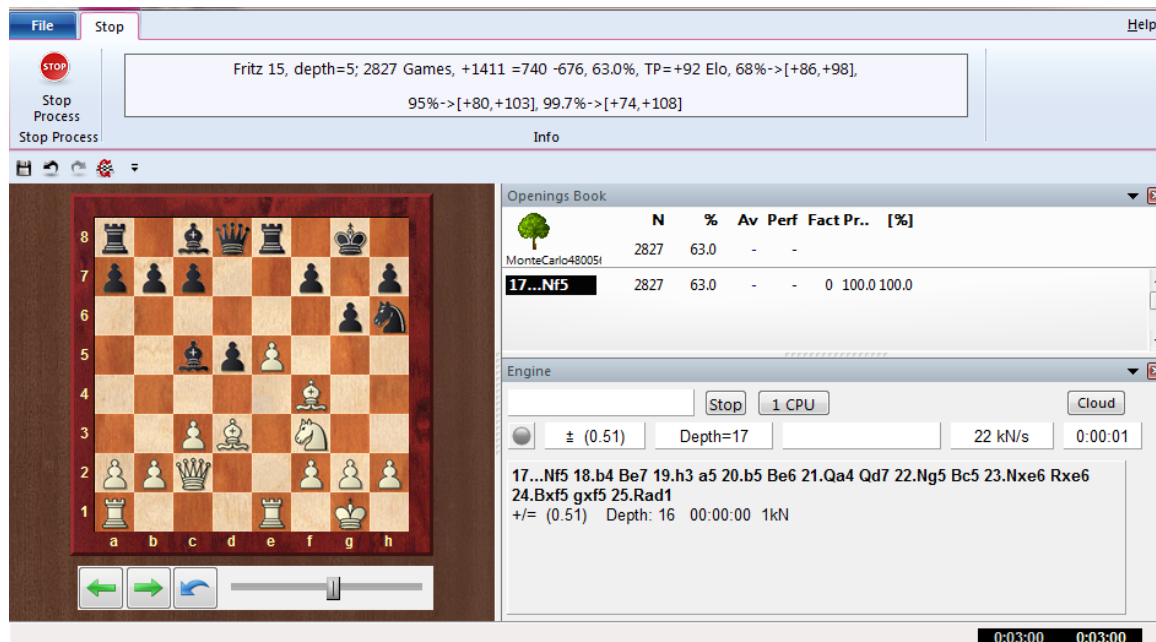 File Stop Help
STOP
Stop
Process
Stop Process
Fritz 15, depth=5; 2827 Games, +1411 =740 -676, 63.0%, TP=+92 Elo, 68%->[+86,+98],
95%->[+80,+103], 99.7%->[+74,+108]
Info
8
7
6
5
4
3
2
1
a b c d e f g h
Openings Book
N % Av Perf Fact Pr.. [%]
2827 63.0 - -
17...Nf5 2827 63.0 - - 0 100.0 100.0
Engine
Stop 1 CPU Cloud
± (0.51) Depth=17 22 kN/s 0:00:01
17...Nf5 18.b4 Be7 19.h3 a5 20.b5 Be6 21.Qa4 Qd7 22.Ng5 Bc5 23.Nxe6 Rxe6
24.Bxf5 gxf5 25.Rad1
+/= (0.51) Depth: 16 00:00:00 1kN
0:03:00 0:03:00